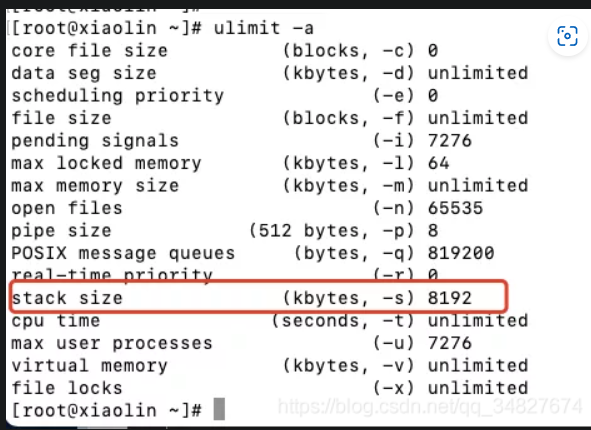 [root@xiaolin ~]# ulimit -a
core file size (blocks, -c) 0
data seg size (kbytes, -d) unlimited
scheduling priority (-e) 0
file size (blocks, -f) unlimited
pending signals (-i) 7276
max locked memory (kbytes, -l) 64
max memory size (kbytes, -m) unlimited
open files (-n) 65535
pipe size (512 bytes, -p) 8
POSIX message queues (bytes, -q) 819200
real-time priority (-r) 0
stack size (kbytes, -s) 8192
cpu time (seconds, -t) unlimited
max user processes (-u) 7276
virtual memory (kbytes, -v) unlimited
file locks (-x) unlimited
[root@xiaolin ~]#
https://blog.csdn.net/qq_34827674